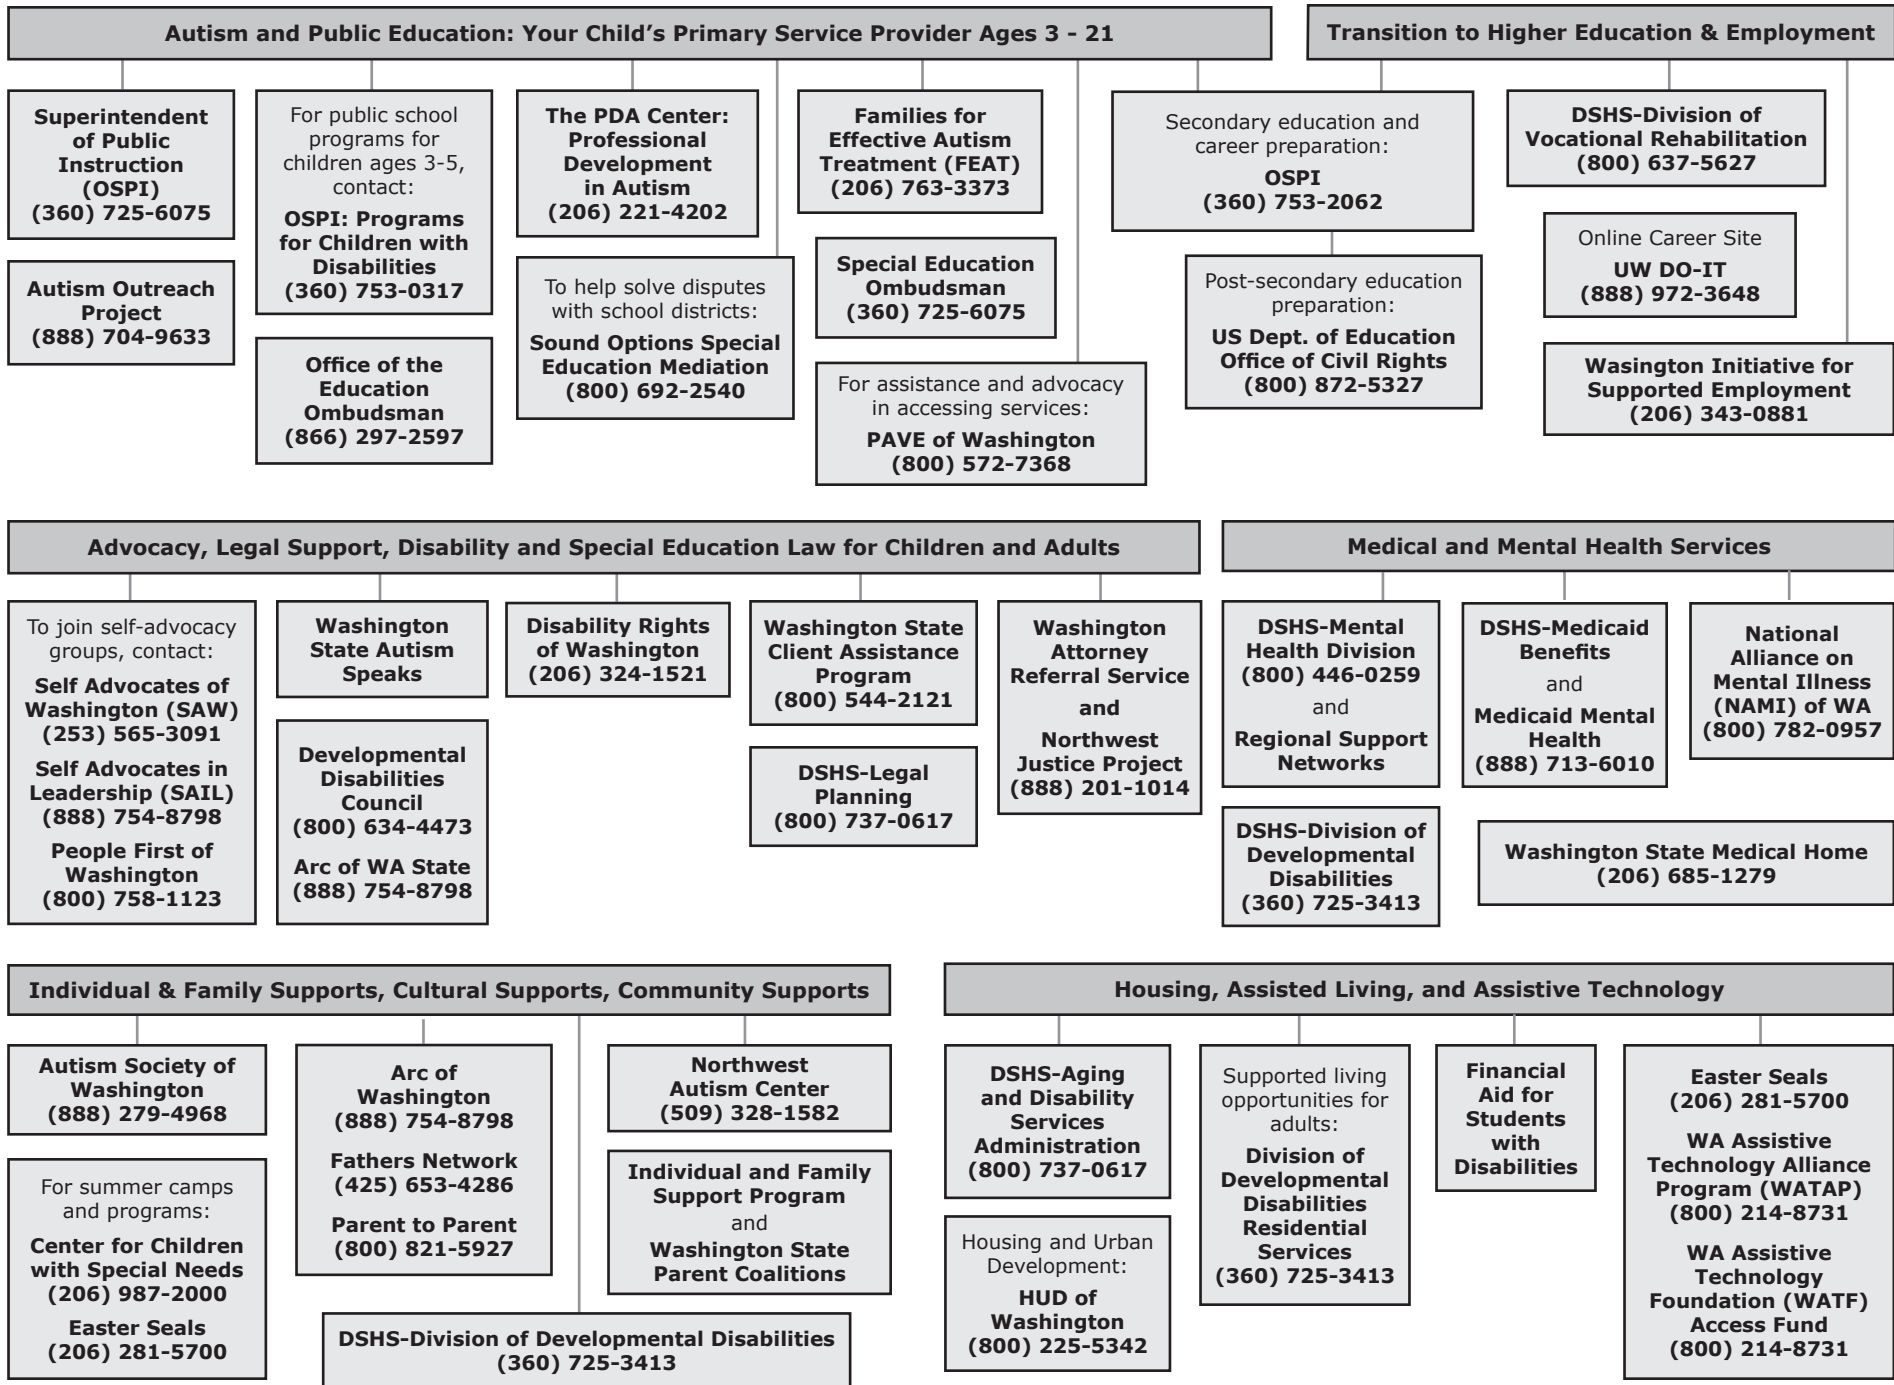 Autism and Public Education: Your Child's Primary Service Provider Ages 3 - 21
Superintendent
of Public
Instruction
(OSPI)
(360) 725-6075
Autism Outreach
Project
(888) 704-9633
For public school
programs for
children ages 3-5,
contact:
OSPI: Programs
for Children with
Disabilities
(360) 753-0317
Office of the
Education
Ombudsman
(866) 297-2597
The PDA Center:
Professional
Development
in Autism
(206) 221-4202
To help solve disputes
with school districts:
Sound Options Special
Education Mediation
(800) 692-2540
Families for
Effective Autism
Treatment (FEAT)
(206) 763-3373
Special Education
Ombudsman
(360) 725-6075
For assistance and advocacy
in accessing services:
PAVE of Washington
(800) 572-7368
Transition to Higher Education & Employment
Secondary education and
career preparation:
OSPI
(360) 753-2062
Post-secondary education
preparation:
US Dept. of Education
Office of Civil Rights
(800) 872-5327
DSHS-Division of
Vocational Rehabilitation
(800) 637-5627
Online Career Site
UW DO-IT
(888) 972-3648
Wasington Initiative for
Supported Employment
(206) 343-0881
Advocacy, Legal Support, Disability and Special Education Law for Children and Adults
To join self-advocacy
groups, contact:
Self Advocates of
Washington (SAW)
(253) 565-3091
Self Advocates in
Leadership (SAIL)
(888) 754-8798
People First of
Washington
(800) 758-1123
Washington
State Autism
Speaks
Developmental
Disabilities
Council
(800) 634-4473
Arc of WA State
(888) 754-8798
Disability Rights
of Washington
(206) 324-1521
Washington State
Client Assistance
Program
(800) 544-2121
DSHS-Legal
Planning
(800) 737-0617
Washington
Attorney
Referral Service
and
Northwest
Justice Project
(888) 201-1014
Medical and Mental Health Services
DSHS-Mental
Health Division
(800) 446-0259
and
Regional Support
Networks
DSHS-Division of
Developmental
Disabilities
(360) 725-3413
DSHS-Medicaid
Benefits
and
Medicaid Mental
Health
(888) 713-6010
National
Alliance on
Mental Illness
(NAMI) of WA
(800) 782-0957
Washington State Medical Home
(206) 685-1279
Individual & Family Supports, Cultural Supports, Community Supports
Autism Society of
Washington
(888) 279-4968
For summer camps
and programs:
Center for Children
with Special Needs
(206) 987-2000
Easter Seals
(206) 281-5700
Arc of
Washington
(888) 754-8798
Fathers Network
(425) 653-4286
Parent to Parent
(800) 821-5927
Northwest
Autism Center
(509) 328-1582
Individual and Family
Support Program
and
Washington State
Parent Coalitions
DSHS-Division of Developmental Disabilities
(360) 725-3413
Housing, Assisted Living, and Assistive Technology
DSHS-Aging
and Disability
Services
Administration
(800) 737-0617
Housing and Urban
Development:
HUD of
Washington
(800) 225-5342
Supported living
opportunities for
adults:
Division of
Developmental
Disabilities
Residential
Services
(360) 725-3413
Financial
Aid for
Students
with
Disabilities
Easter Seals
(206) 281-5700
WA Assistive
Technology Alliance
Program (WATAP)
(800) 214-8731
WA Assistive
Technology
Foundation (WATF)
Access Fund
(800) 214-8731